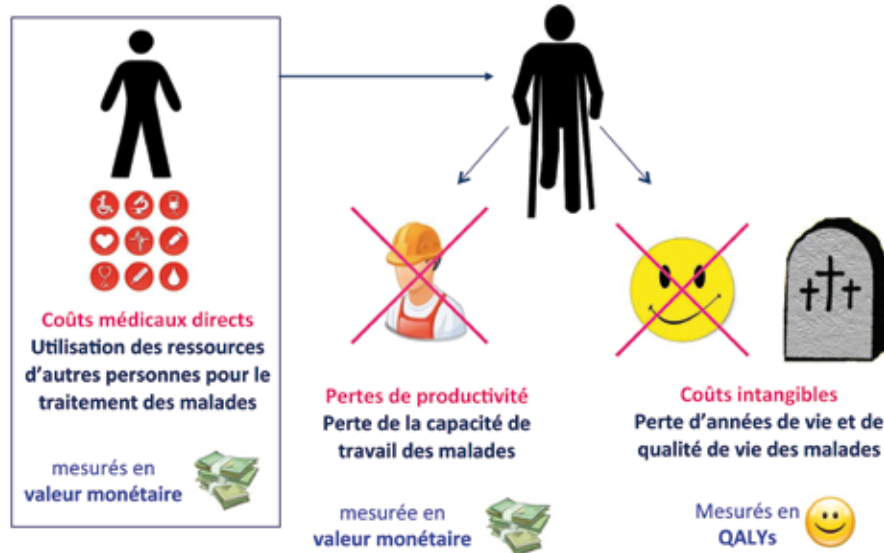 Coûts médicaux directs
Utilisation des ressources
d'autres personnes pour le
traitement des malades
mesurés en
valeur monétaire
Pertes de productivité
Perte de la capacité de
travail des malades
mesurée en
valeur monétaire
Coûts intangibles
Perte d'années de vie et de
qualité de vie des malades
Mesurés en
QALYs